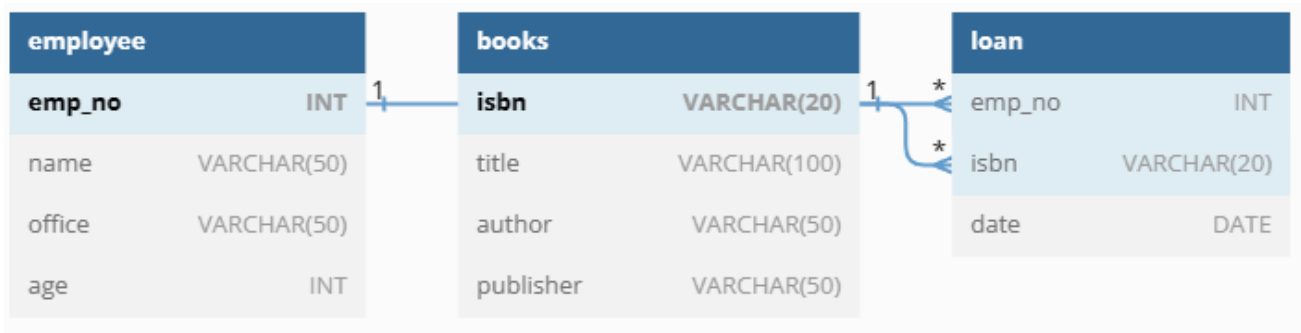 employee
emp_no INT
name VARCHAR(50)
office VARCHAR(50)
age INT
1
books
isbn VARCHAR(20)
title VARCHAR(100)
author VARCHAR(50)
publisher VARCHAR(50)
1
*
*
loan
emp_no INT
isbn VARCHAR(20)
date DATE